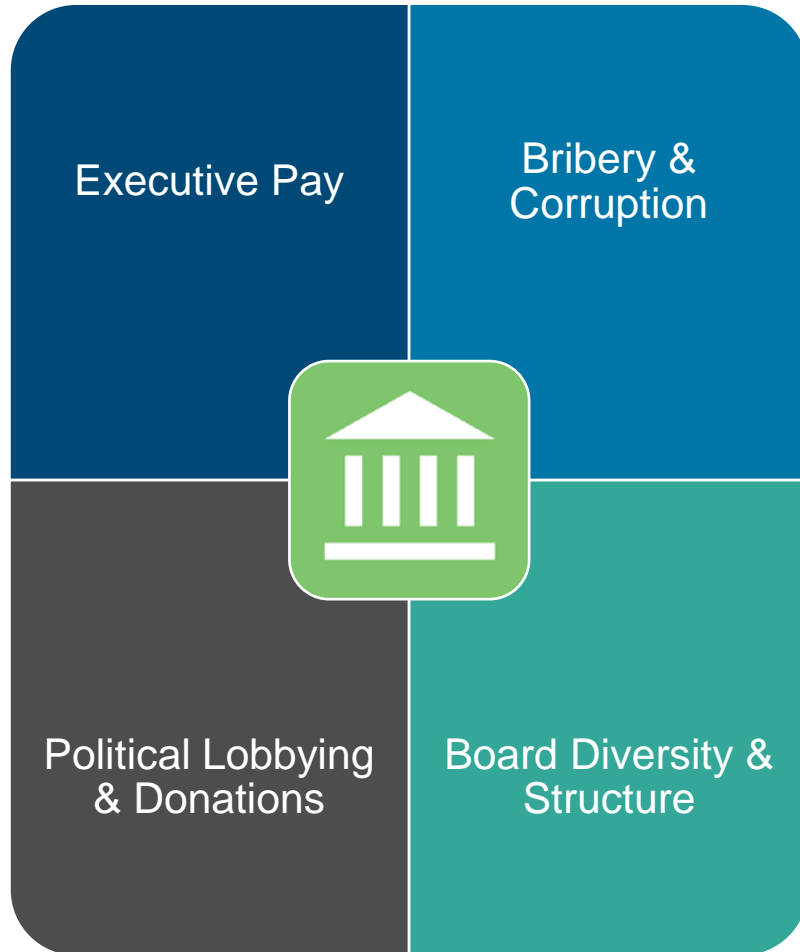 Executive Pay
Bribery &
Corruption
Political Lobbying
& Donations
Board Diversity &
Structure